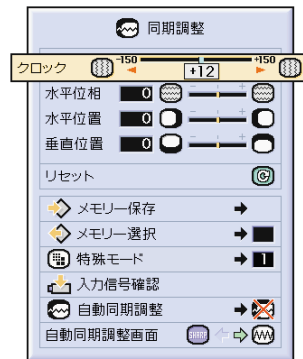 同期調整
クロック -150 +12 +150
水平位相 0 - +
水平位置 0 - +
垂直位置 0 - +
リセット
メモリー保存
メモリー選択
特殊モード 1
入力信号確認
自動同期調整
自動同期調整画面 SHARP